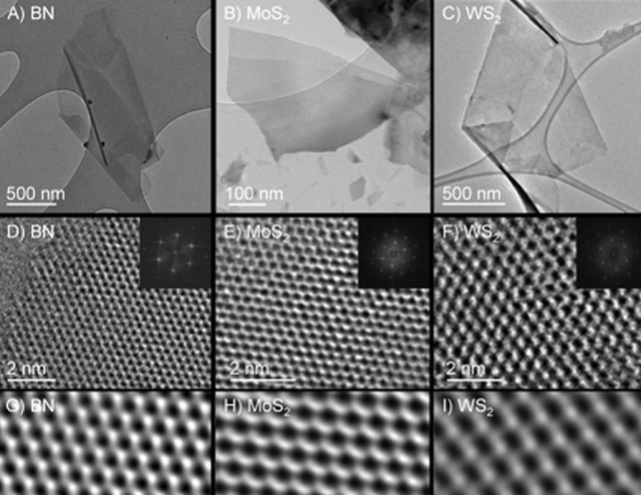 A) BN
B) MoS₂
C) WS₂
500 nm
100 nm
500 nm
D) BN
E) MoS₂
F) WS₂
2 nm
2 nm
2 nm
G) BN
H) MoS₂
I) WS₂